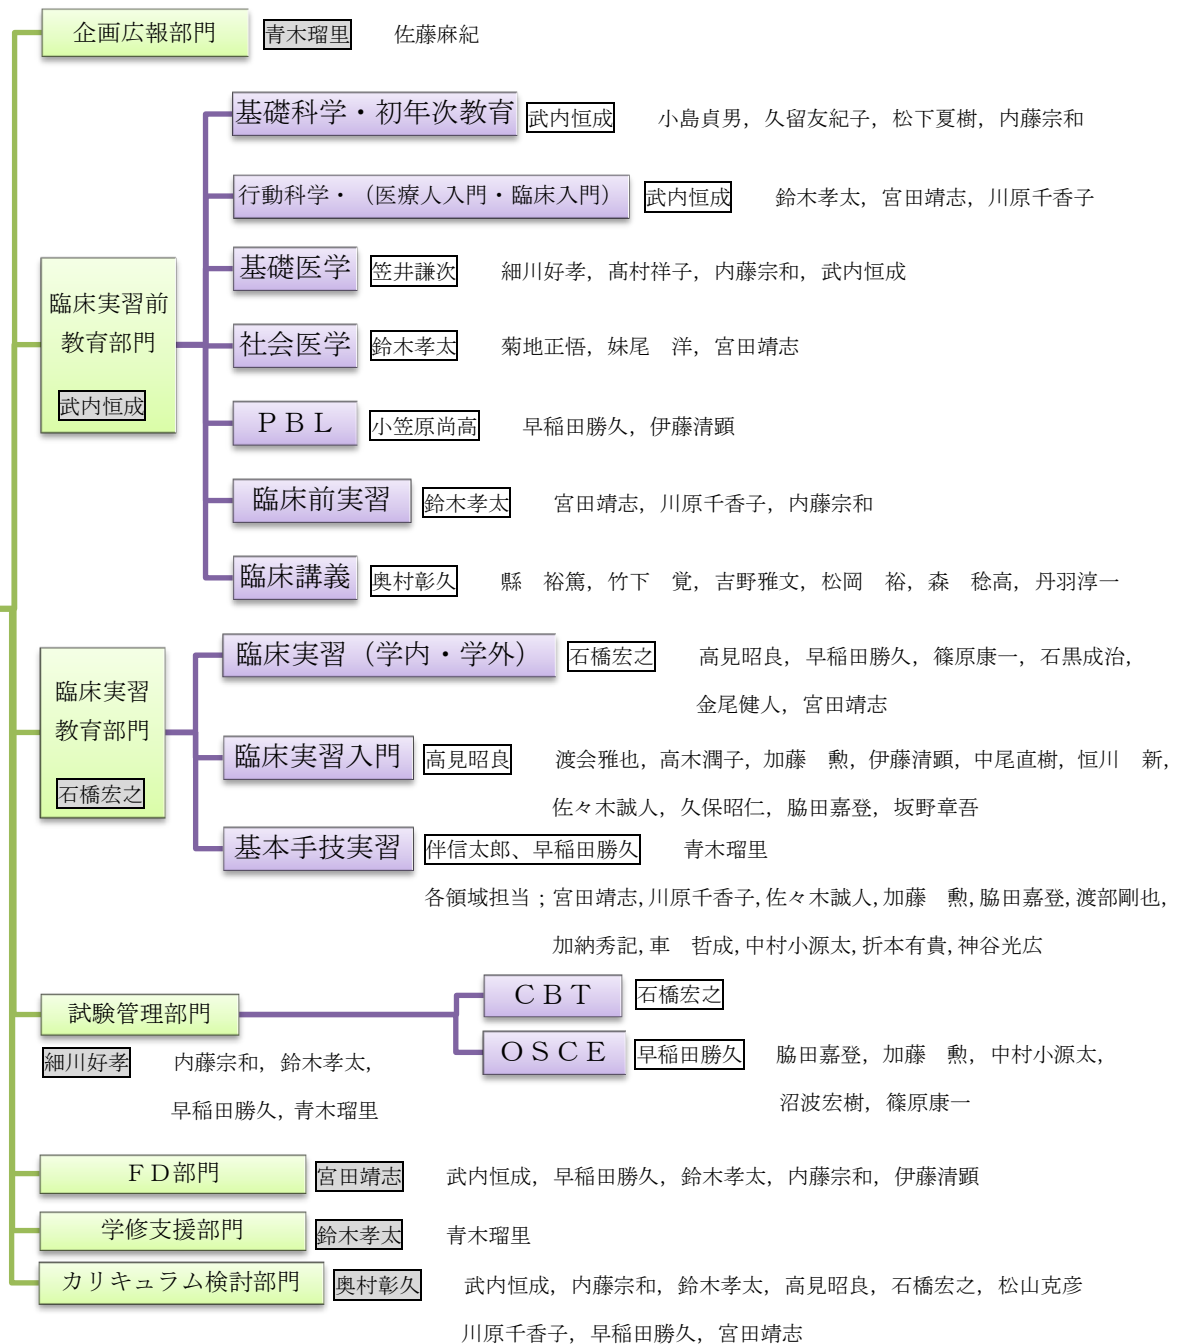 企画広報部門 青木瑠里 佐藤麻紀
基礎科学・初年次教育 武内恒成 小島貞男, 久留友紀子, 松下夏樹, 内藤宗和
行動科学・（医療人入門・臨床入門） 武内恒成 鈴木孝太, 宮田靖志, 川原千香子
基礎医学 笠井謙次 細川好孝, 髙村祥子, 内藤宗和, 武内恒成
臨床実習前
教育部門
武内恒成
社会医学 鈴木孝太 菊地正悟, 妹尾　洋, 宮田靖志
ＰＢＬ 小笠原尚高 早稲田勝久, 伊藤清顕
臨床前実習 鈴木孝太 宮田靖志, 川原千香子, 内藤宗和
臨床講義 奥村彰久 縣　裕篤, 竹下　覚, 吉野雅文, 松岡　裕, 森　稔高, 丹羽淳一
臨床実習（学内・学外） 石橋宏之 高見昭良, 早稲田勝久, 篠原康一, 石黒成治,
金尾健人, 宮田靖志
臨床実習
教育部門
石橋宏之
臨床実習入門 高見昭良 渡会雅也, 高木潤子, 加藤　勲, 伊藤清顕, 中尾直樹, 恒川　新,
佐々木誠人, 久保昭仁, 脇田嘉登, 坂野章吾
基本手技実習 伴信太郎、早稲田勝久 青木瑠里
各領域担当；宮田靖志, 川原千香子, 佐々木誠人, 加藤　勲, 脇田嘉登, 渡部剛也,
加納秀記, 車　哲成, 中村小源太, 折本有貴, 神谷光広
試験管理部門
細川好孝 内藤宗和, 鈴木孝太,
早稲田勝久, 青木瑠里
ＣＢＴ 石橋宏之
ＯＳＣＥ 早稲田勝久 脇田嘉登, 加藤　勲, 中村小源太,
沼波宏樹, 篠原康一
ＦＤ部門 宮田靖志 武内恒成, 早稲田勝久, 鈴木孝太, 内藤宗和, 伊藤清顕
学修支援部門 鈴木孝太 青木瑠里
カリキュラム検討部門 奥村彰久 武内恒成, 内藤宗和, 鈴木孝太, 高見昭良, 石橋宏之, 松山克彦
川原千香子, 早稲田勝久, 宮田靖志